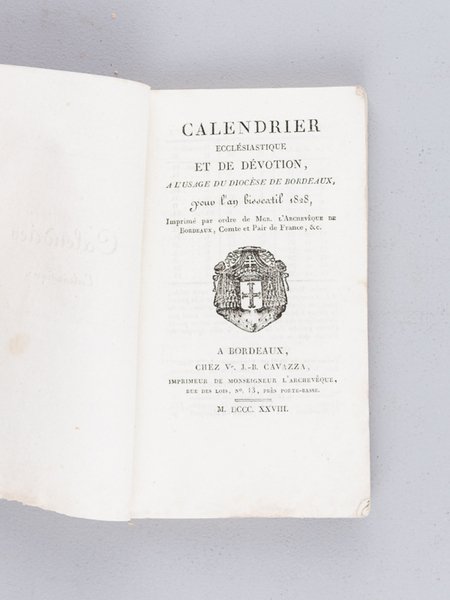 CALENDRIER
ECCLÉSIASTIQUE
ET DE DÉVOTION,
A L'USAGE DU DIOCÈSE DE BORDEAUX,
pour l'an bissextil 1828,
Imprimé par ordre de MGR. L'ARCHEVÊQUE DE
BORDEAUX, Comte et Pair de France, &c.
A BORDEAUX,
CHEZ Ve. J.-B. CAVAZZA,
IMPRIMEUR DE MONSEIGNEUR L'ARCHEVÊQUE,
RUE DES LOIS, No. 13, PRÈS PORTE-BASSE.
M. DCCC. XXVIII.